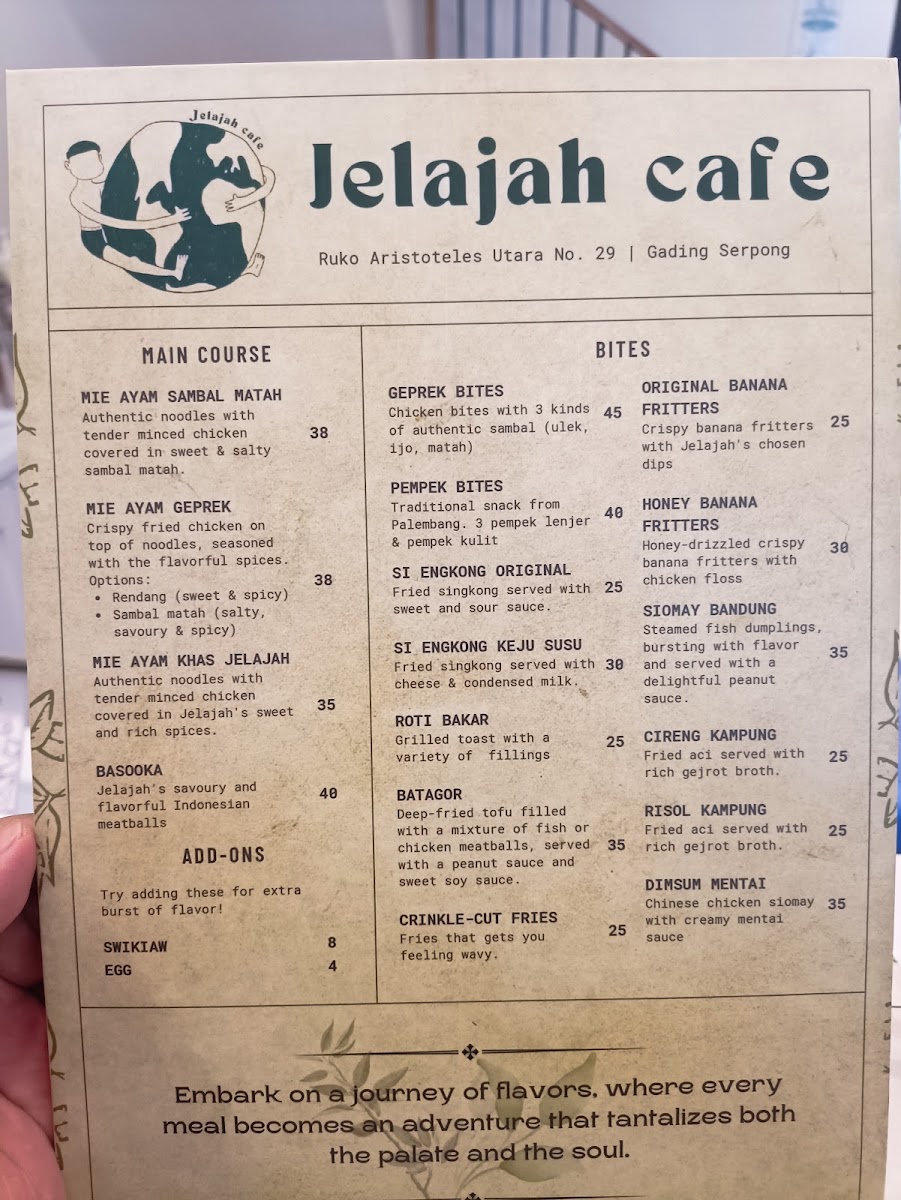 Jelajah cafe
Jelajah cafe
Ruko Aristoteles Utara No. 29 | Gading Serpong
MAIN COURSE
MIE AYAM SAMBAL MATAH
Authentic noodles with
tender minced chicken
covered in sweet & salty
sambal matah.
38
MIE AYAM GEPREK
Crispy fried chicken on
top of noodles, seasoned
with the flavorful spices.
Options:
• Rendang (sweet & spicy)
• Sambal matah (salty,
savoury & spicy)
38
MIE AYAM KHAS JELAJAH
Authentic noodles with
tender minced chicken
covered in Jelajah's sweet
and rich spices.
35
BASOOKA
Jelajah's savoury and
flavorful Indonesian
meatballs
40
ADD-ONS
Try adding these for extra
burst of flavor!
SWIKIAW 8
EGG 4
BITES
GEPREK BITES
Chicken bites with 3 kinds
of authentic sambal (ulek,
ijo, matah)
45
PEMPEK BITES
Traditional snack from
Palembang. 3 pempek lenjer
& pempek kulit
40
SI ENGKONG ORIGINAL
Fried singkong served with
sweet and sour sauce.
25
SI ENGKONG KEJU SUSU
Fried singkong served with
cheese & condensed milk.
30
ROTI BAKAR
Grilled toast with a
variety of fillings
25
BATAGOR
Deep-fried tofu filled
with a mixture of fish or
chicken meatballs, served
with a peanut sauce and
sweet soy sauce.
35
CRINKLE-CUT FRIES
Fries that gets you
feeling wavy.
25
ORIGINAL BANANA
FRITTERS
Crispy banana fritters
with Jelajah's chosen
dips
25
HONEY BANANA
FRITTERS
Honey-drizzled crispy
banana fritters with
chicken floss
30
SIOMAY BANDUNG
Steamed fish dumplings,
bursting with flavor
and served with a
delightful peanut
sauce.
35
CIRENG KAMPUNG
Fried aci served with
rich gejrot broth.
25
RISOL KAMPUNG
Fried aci served with
rich gejrot broth.
25
DIMSUM MENTAI
Chinese chicken siomay
with creamy mentai
sauce
35
Embark on a journey of flavors, where every
meal becomes an adventure that tantalizes both
the palate and the soul.